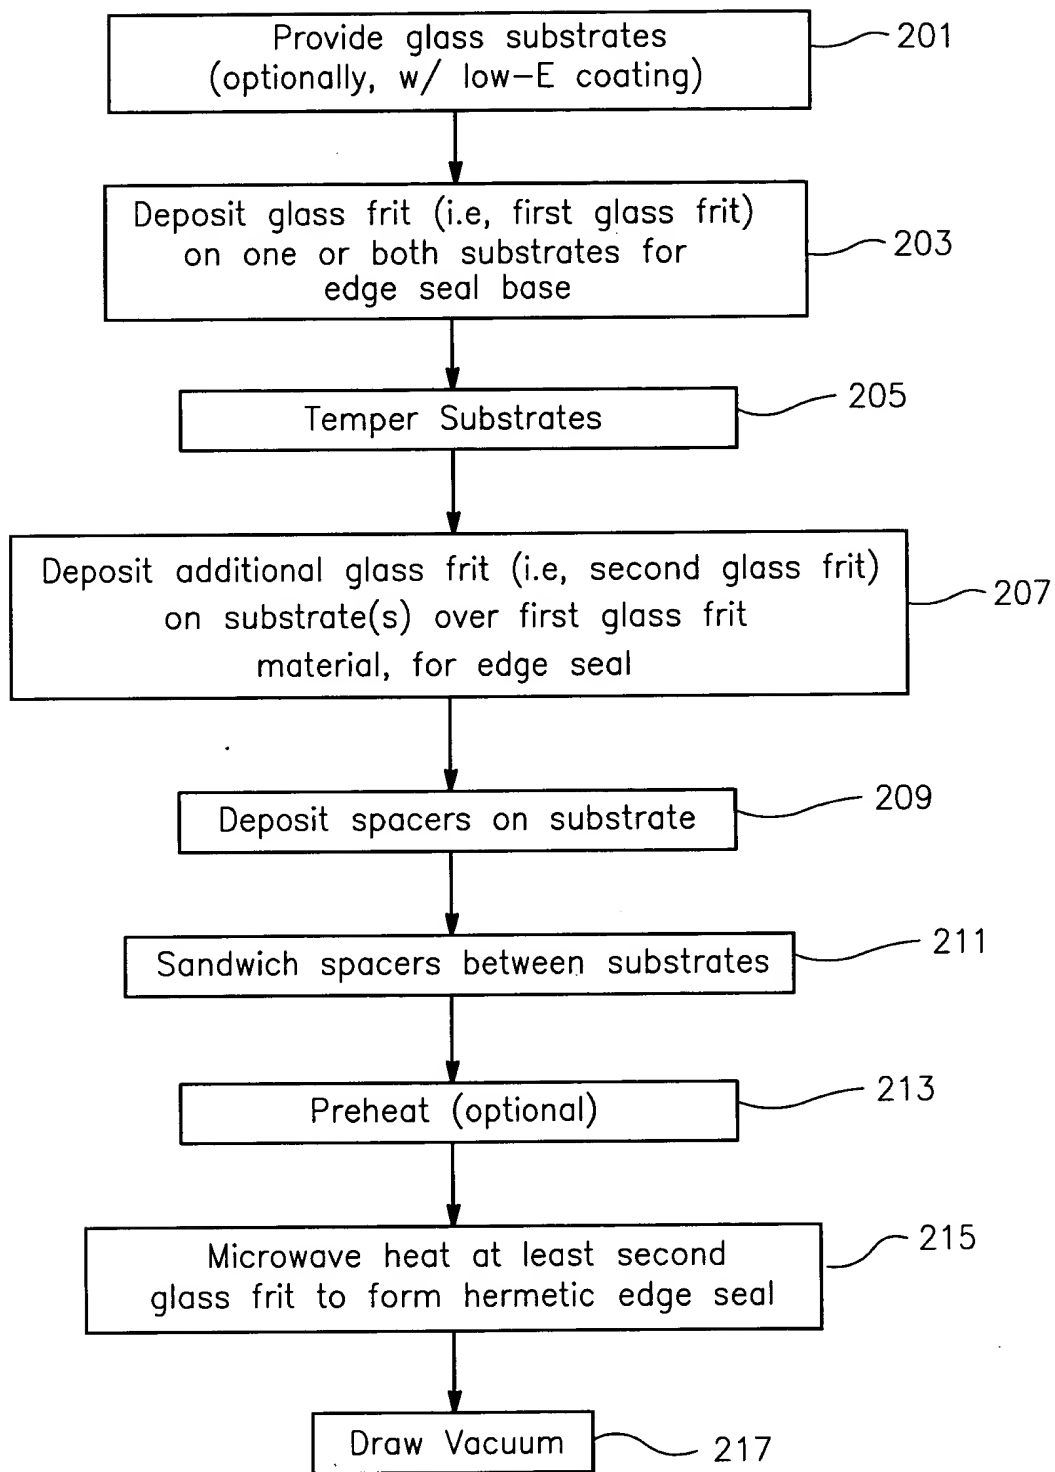 Provide glass substrates
(optionally, w/ low-E coating)
201
Deposit glass frit (i.e, first glass frit)
on one or both substrates for
edge seal base
203
Temper Substrates
205
Deposit additional glass frit (i.e, second glass frit)
on substrate(s) over first glass frit
material, for edge seal
207
Deposit spacers on substrate
209
Sandwich spacers between substrates
211
Preheat (optional)
213
Microwave heat at least second
glass frit to form hermetic edge seal
215
Draw Vacuum
217